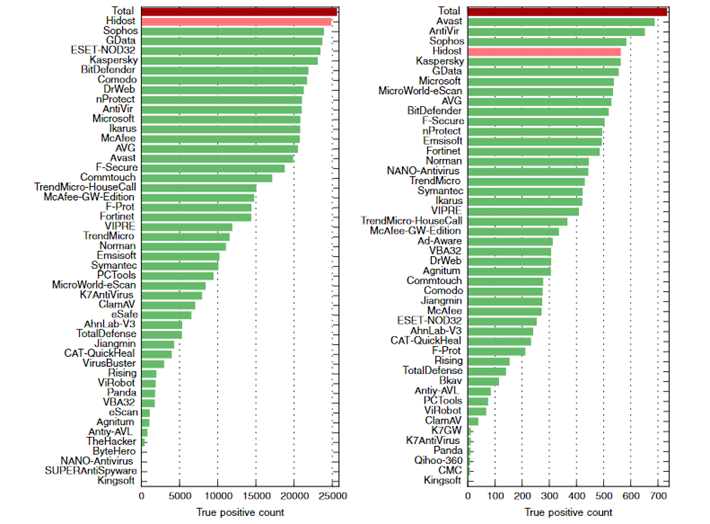 Total
Hidost
Sophos
GData
ESET-NOD32
Kaspersky
BitDefender
Comodo
DrWeb
nProtect
AntiVir
Microsoft
Ikarus
McAfee
AVG
Avast
F-Secure
Commtouch
TrendMicro-HouseCall
McAfee-GW-Edition
F-Prot
Fortinet
VIPRE
TrendMicro
Norman
Emsisoft
Symantec
PCTools
MicroWorld-eScan
K7AntiVirus
ClamAV
eSafe
AhnLab-V3
TotalDefense
Jiangmin
CAT-QuickHeal
VirusBuster
Rising
ViRobot
Panda
VBA32
eScan
Agnitum
Antiy-AVL
TheHacker
ByteHero
NANO-Antivirus
SUPERAntiSpyware
Kingsoft
0 5000 10000 15000 20000 25000
True positive count
Total
Avast
AntiVir
Sophos
Hidost
Kaspersky
GData
Microsoft
MicroWorld-eScan
AVG
BitDefender
F-Secure
nProtect
Emsisoft
Fortinet
Norman
NANO-Antivirus
TrendMicro
Symantec
Ikarus
VIPRE
TrendMicro-HouseCall
McAfee-GW-Edition
Ad-Aware
VBA32
DrWeb
Agnitum
Commtouch
Comodo
Jiangmin
McAfee
ESET-NOD32
AhnLab-V3
CAT-QuickHeal
F-Prot
Rising
TotalDefense
Bkav
Antiy-AVL
PCTools
ViRobot
ClamAV
K7GW
K7AntiVirus
Panda
Qihoo-360
CMC
Kingsoft
0 100 200 300 400 500 600 700
True positive count